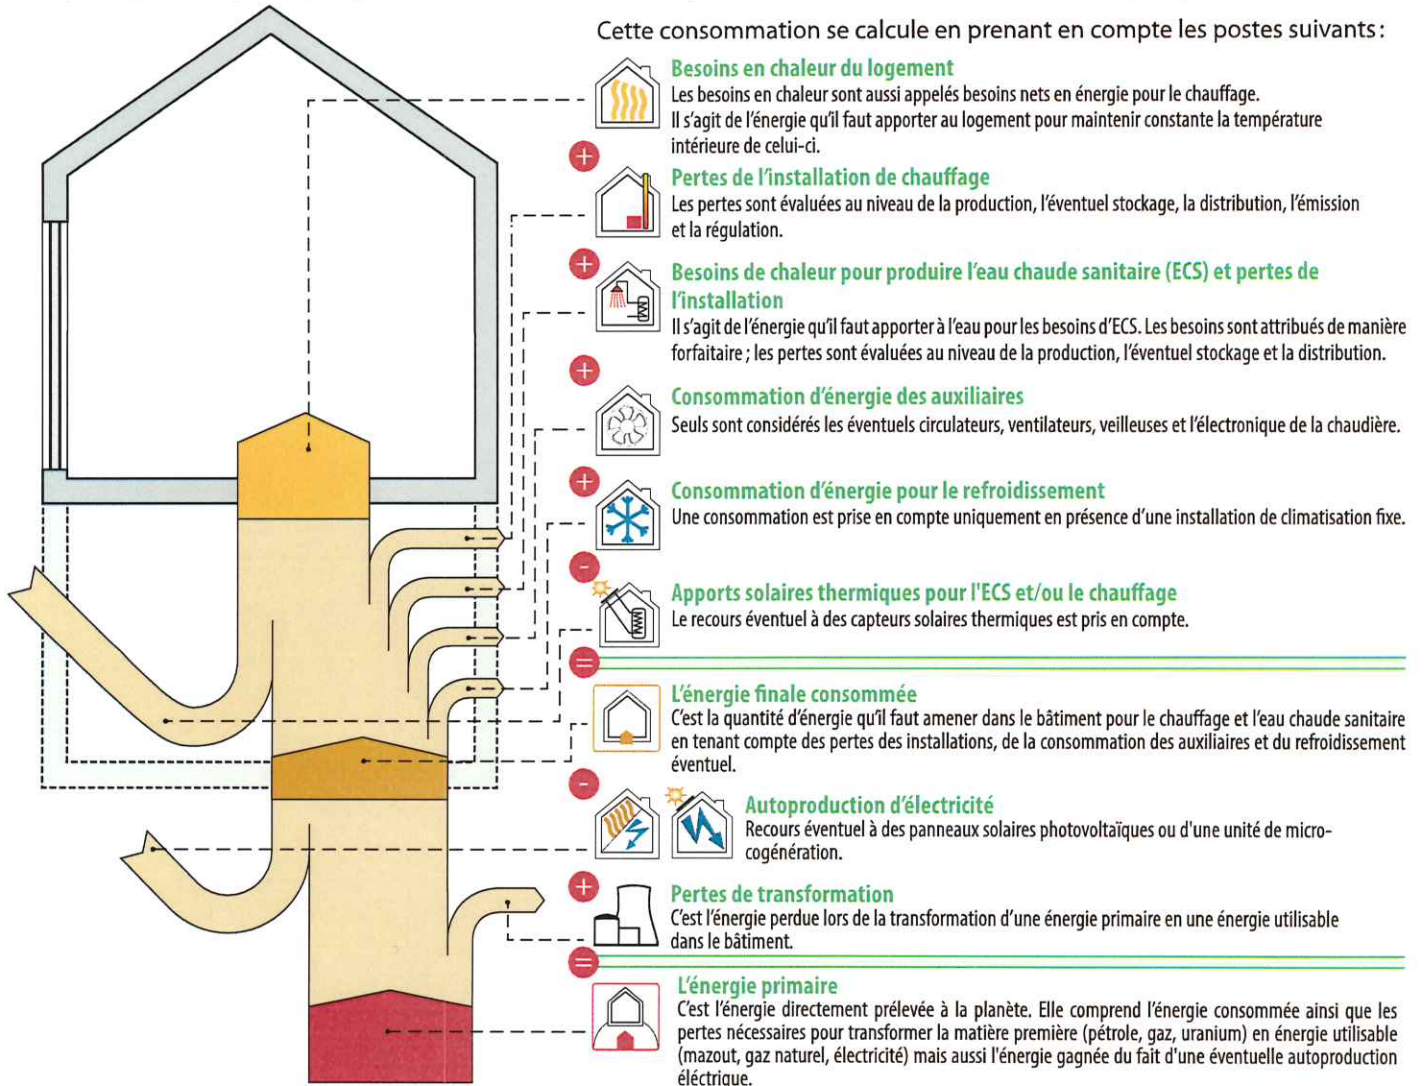 Cette consommation se calcule en prenant en compte les postes suivants :
Besoins en chaleur du logement
Les besoins en chaleur sont aussi appelés besoins nets en énergie pour le chauffage.
Il s'agit de l'énergie qu'il faut apporter au logement pour maintenir constante la température
intérieure de celui-ci.
+
Pertes de l'installation de chauffage
Les pertes sont évaluées au niveau de la production, l'éventuel stockage, la distribution, l'émission
et la régulation.
+
Besoins de chaleur pour produire l'eau chaude sanitaire (ECS) et pertes de
l'installation
Il s'agit de l'énergie qu'il faut apporter à l'eau pour les besoins d'ECS. Les besoins sont attribués de manière
forfaitaire ; les pertes sont évaluées au niveau de la production, l'éventuel stockage et la distribution.
+
Consommation d'énergie des auxiliaires
Seuls sont considérés les éventuels circulateurs, ventilateurs, veilleuses et l'électronique de la chaudière.
+
Consommation d'énergie pour le refroidissement
Une consommation est prise en compte uniquement en présence d'une installation de climatisation fixe.
-
Apports solaires thermiques pour l'ECS et/ou le chauffage
Le recours éventuel à des capteurs solaires thermiques est pris en compte.
=
L'énergie finale consommée
C'est la quantité d'énergie qu'il faut amener dans le bâtiment pour le chauffage et l'eau chaude sanitaire
en tenant compte des pertes des installations, de la consommation des auxiliaires et du refroidissement
éventuel.
-
Autoproduction d'électricité
Recours éventuel à des panneaux solaires photovoltaïques ou d'une unité de micro-
cogénération.
+
Pertes de transformation
C'est l'énergie perdue lors de la transformation d'une énergie primaire en une énergie utilisable
dans le bâtiment.
=
L'énergie primaire
C'est l'énergie directement prélevée à la planète. Elle comprend l'énergie consommée ainsi que les
pertes nécessaires pour transformer la matière première (pétrole, gaz, uranium) en énergie utilisable
(mazout, gaz naturel, électricité) mais aussi l'énergie gagnée du fait d'une éventuelle autoproduction
éléctrique.